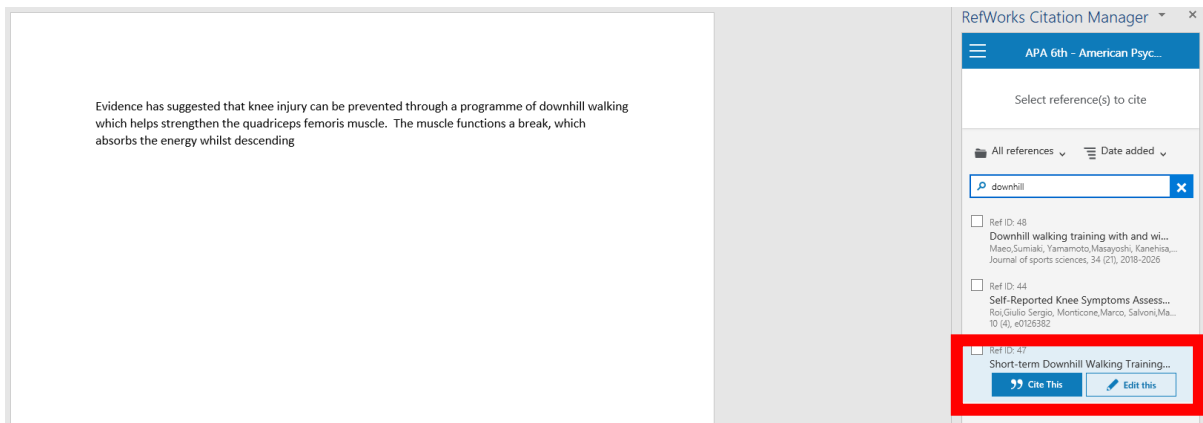 RefWorks Citation Manager
APA 6th - American Psyc...
Select reference(s) to cite
All references Date added
downhill
Evidence has suggested that knee injury can be prevented through a programme of downhill walking
which helps strengthen the quadriceps femoris muscle.  The muscle functions a break, which
absorbs the energy whilst descending
Ref ID: 48
Downhill walking training with and wi...
Maeo,Sumiaki, Yamamoto,Masayoshi, Kanehisa,...
Journal of sports sciences, 34 (21), 2018-2026
Ref ID: 44
Self-Reported Knee Symptoms Assess...
Roi,Giulio Sergio, Monticone,Marco, Salvoni,Ma...
10 (4), e0126382
Ref ID: 47
Short-term Downhill Walking Training...
Cite This Edit this